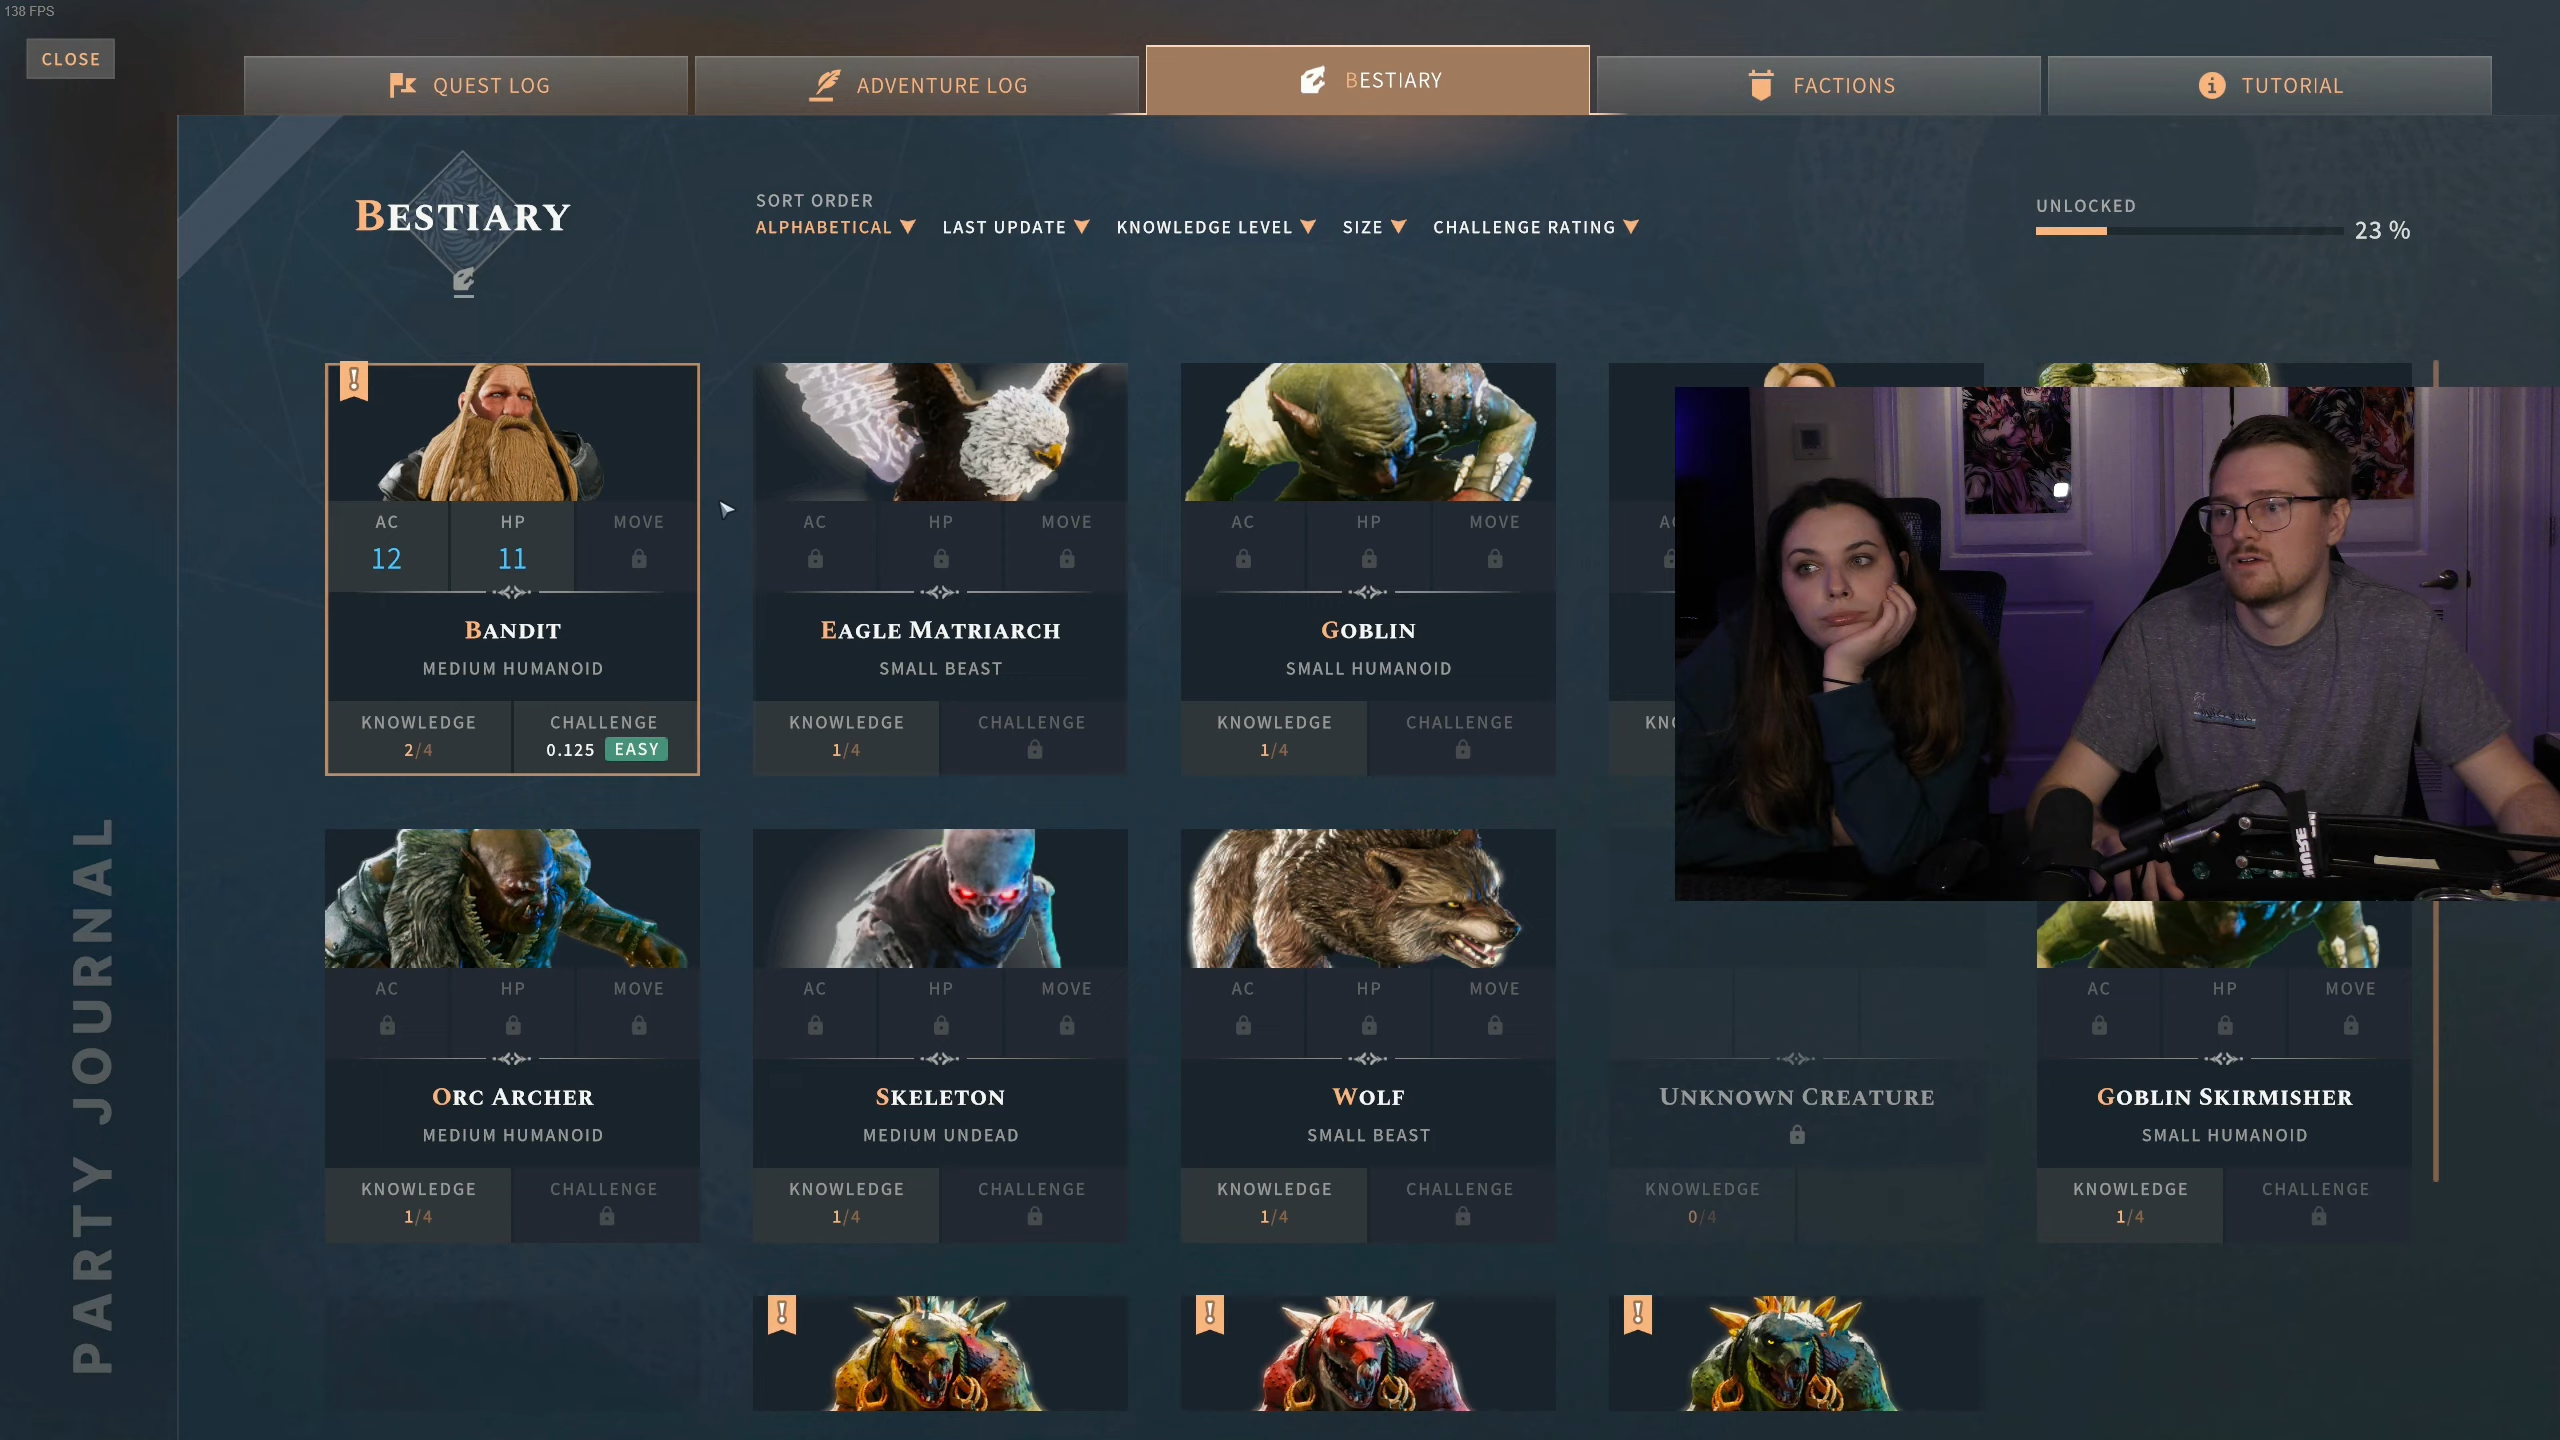 138 FPS
CLOSE
QUEST LOG
ADVENTURE LOG
BESTIARY
FACTIONS
TUTORIAL
BESTIARY
SORT ORDER
ALPHABETICAL
LAST UPDATE
KNOWLEDGE LEVEL
SIZE
CHALLENGE RATING
UNLOCKED
23 %
PARTY JOURNAL
AC
HP
MOVE
12
11
BANDIT
MEDIUM HUMANOID
KNOWLEDGE
CHALLENGE
2/4
0.125 EASY
AC
HP
MOVE
EAGLE MATRIARCH
SMALL BEAST
KNOWLEDGE
CHALLENGE
1/4
AC
HP
MOVE
GOBLIN
SMALL HUMANOID
KNOWLEDGE
CHALLENGE
1/4
SHURE
AC
HP
MOVE
ORC ARCHER
MEDIUM HUMANOID
KNOWLEDGE
CHALLENGE
1/4
AC
HP
MOVE
SKELETON
MEDIUM UNDEAD
KNOWLEDGE
CHALLENGE
1/4
AC
HP
MOVE
WOLF
SMALL BEAST
KNOWLEDGE
CHALLENGE
1/4
UNKNOWN CREATURE
KNOWLEDGE
0/4
AC
HP
MOVE
GOBLIN SKIRMISHER
SMALL HUMANOID
KNOWLEDGE
CHALLENGE
1/4